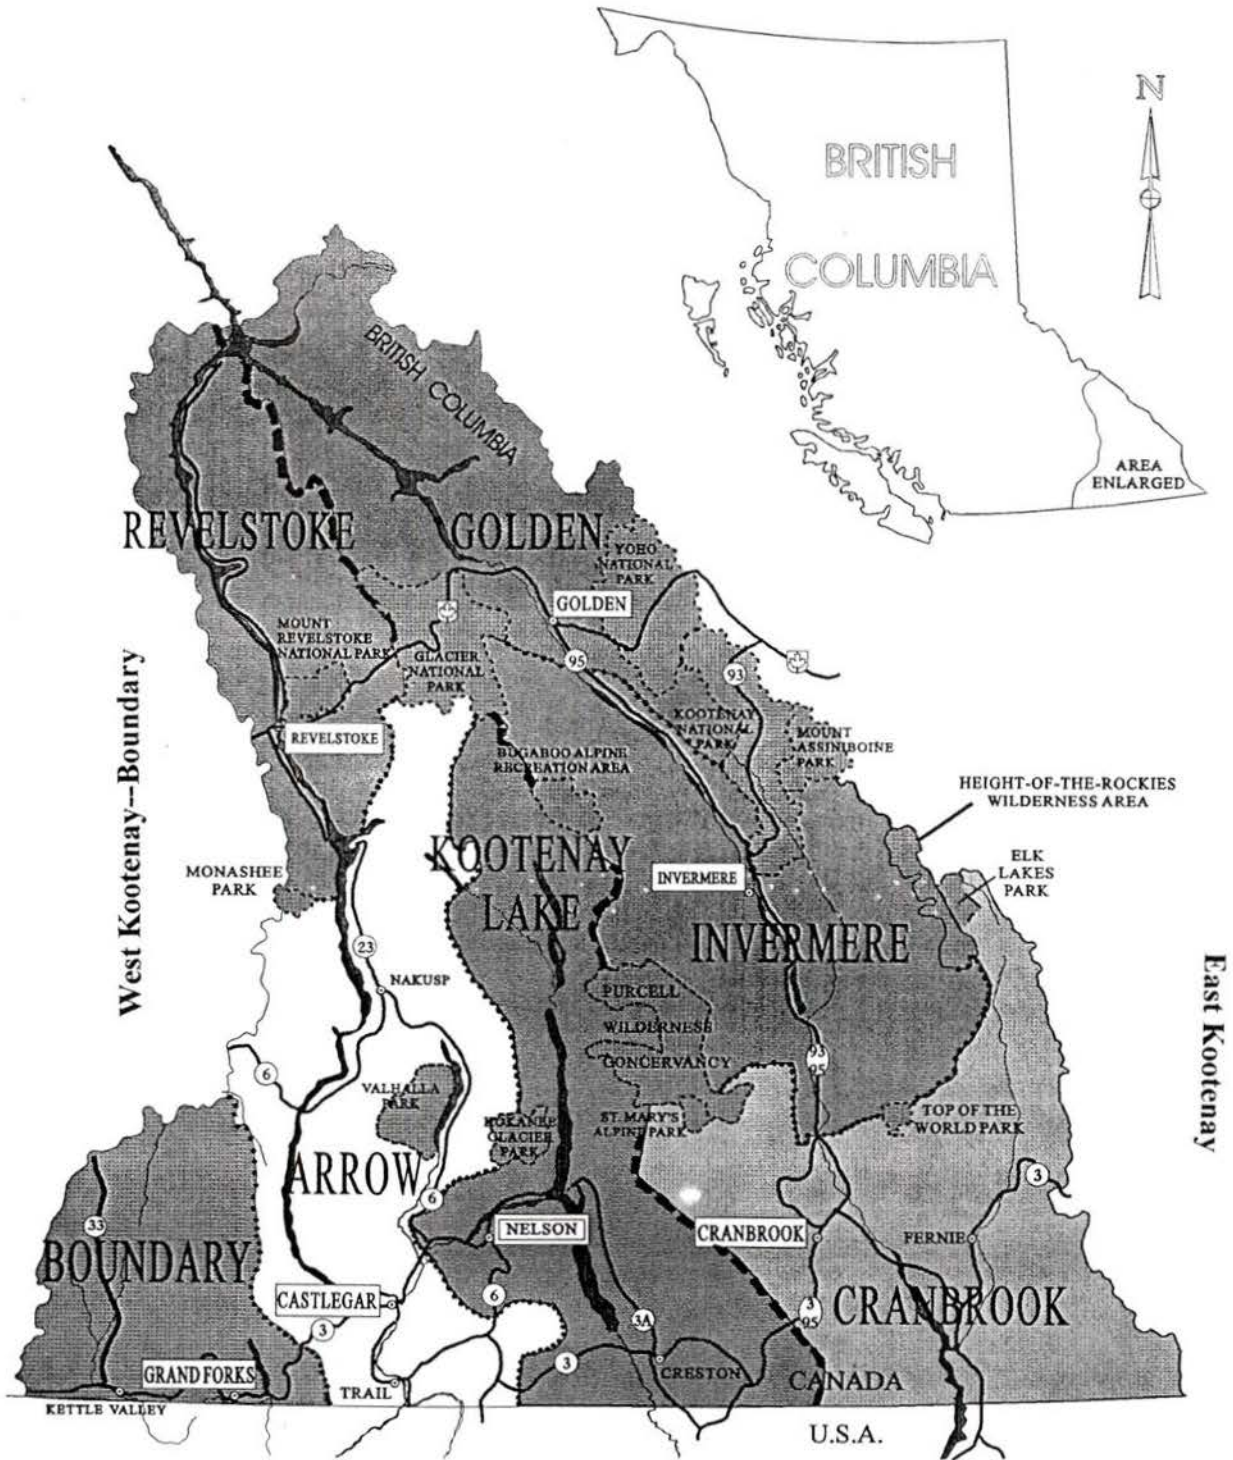 N
BRITISH
COLUMBIA
AREA
ENLARGED
BRITISH COLUMBIA
REVELSTOKE
GOLDEN
YOHO
NATIONAL
PARK
GOLDEN
MOUNT
REVELSTOKE
NATIONAL PARK
GLACIER
NATIONAL
PARK
95
93
KOOTENAY
NATIONAL
PARK
MOUNT
ASSINIBOINE
PARK
REVELSTOKE
BUGABOO ALPINE
RECREATION AREA
HEIGHT-OF-THE-ROCKIES
WILDERNESS AREA
West Kootenay--Boundary
KOOTENAY
LAKE
MONASHEE
PARK
INVERMERE
ELK
LAKES
PARK
INVERMERE
23
NAKUSP
East Kootenay
PURCELL
WILDERNESS
CONCERVANCY
93
95
6
VALHALLA
PARK
KOKANEE
GLACIER
PARK
ST. MARY'S
ALPINE PARK
TOP OF THE
WORLD PARK
ARROW
6
3
33
BOUNDARY
NELSON
CRANBROOK
FERNIE
CASTLEGAR
6
3
3A
3
95
CRANBROOK
GRAND FORKS
3
CRESTON
TRAIL
CANADA
KETTLE VALLEY
U.S.A.